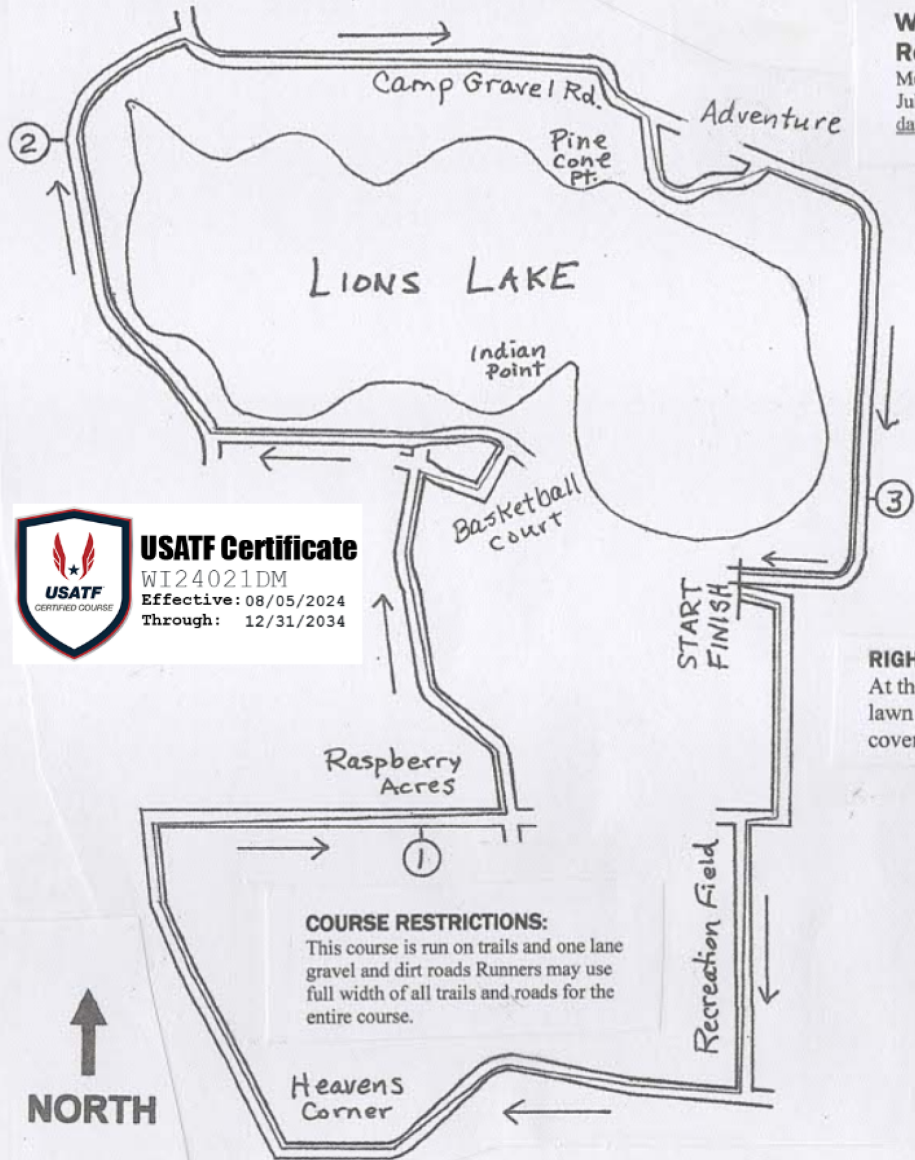 W
R
M
Ju
da
Camp Gravel Rd.
Adventure
2
Pine
Cone
Pt.
LIONS LAKE
Indian
Point
Basketball
Court
3
USATF
CERTIFIED COURSE
USATF Certificate
WI24021DM
Effective: 08/05/2024
Through: 12/31/2034
START
FINISH
RIGH
At th
lawn
cover
Raspberry
Acres
1
Recreation Field
COURSE RESTRICTIONS:
This course is run on trails and one lane
gravel and dirt roads Runners may use
full width of all trails and roads for the
entire course.
Heavens
Corner
NORTH